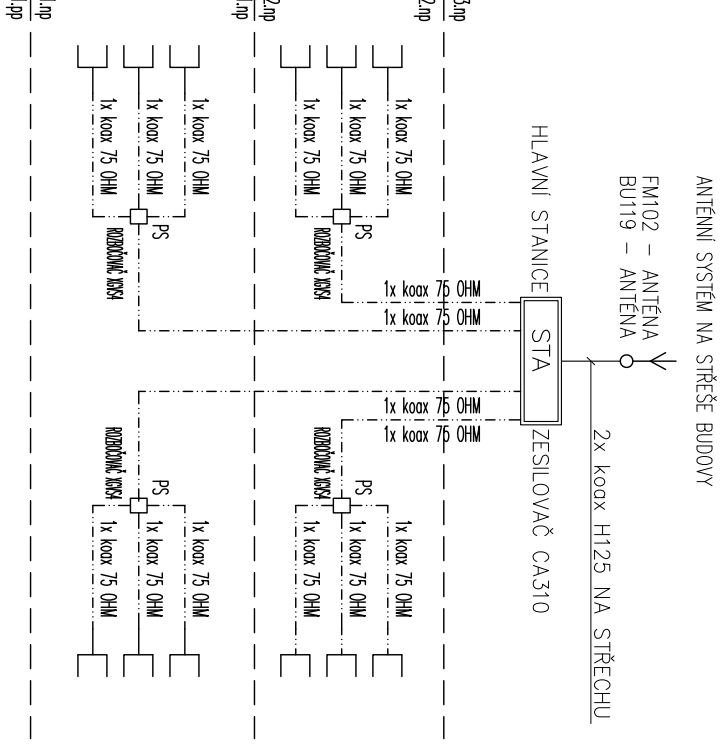 ANTÉNNÍ SYSTÉM NA STŘEŠE BUDOVY
FM102 - ANTÉNA
BU119 - ANTÉNA
2x koax H125 NA STŘECHU
HLAVNÍ STANICE
STA
ZESILOVAČ CA310
3.np
2.np
1x koax 75 OHM
1x koax 75 OHM
1x koax 75 OHM
1x koax 75 OHM
1x koax 75 OHM
1x koax 75 OHM
1x koax 75 OHM
PS
ROZBOČOVAČ
1x koax 75 OHM
1x koax 75 OHM
1x koax 75 OHM
PS
ROZBOČOVAČ
2.np
1.np
1x koax 75 OHM
1x koax 75 OHM
1x koax 75 OHM
PS
ROZBOČOVAČ
1x koax 75 OHM
1x koax 75 OHM
1x koax 75 OHM
PS
ROZBOČOVAČ
.np
.pp